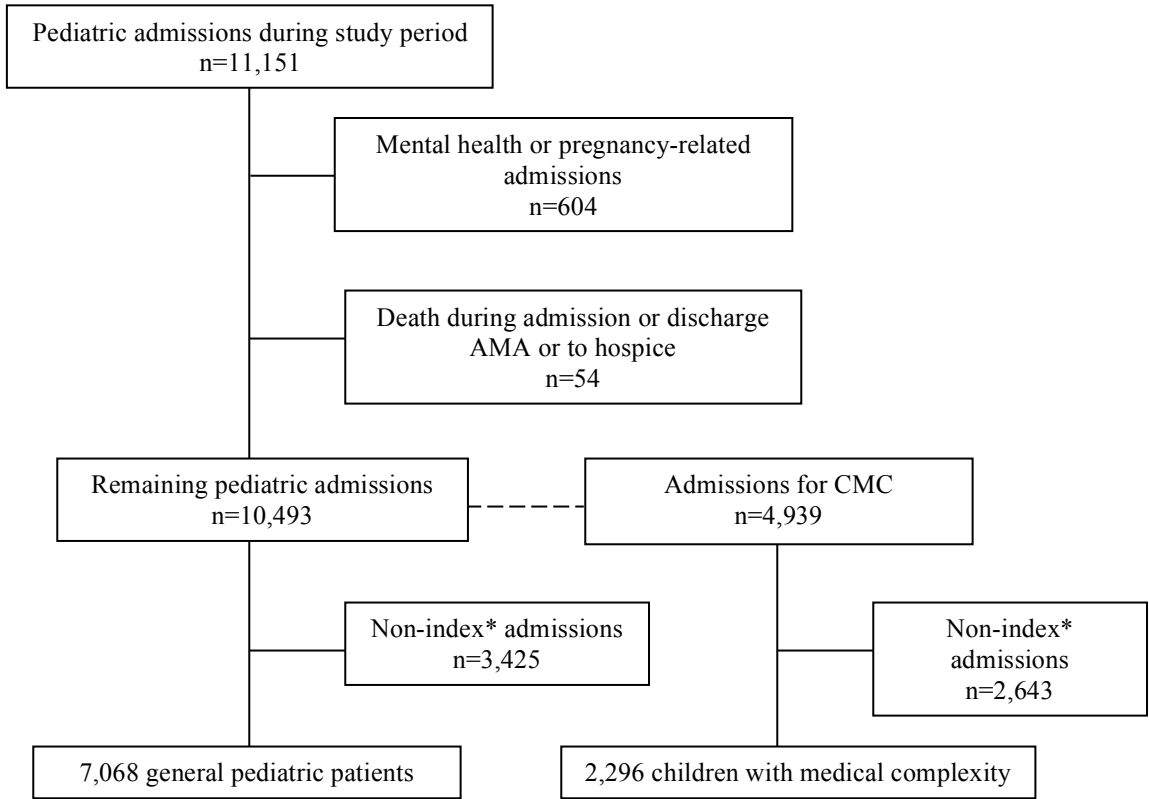 Pediatric admissions during study period
n=11,151
Mental health or pregnancy-related
admissions
n=604
Death during admission or discharge
AMA or to hospice
n=54
Remaining pediatric admissions
n=10,493
Admissions for CMC
n=4,939
Non-index* admissions
n=3,425
Non-index*
admissions
n=2,643
7,068 general pediatric patients
2,296 children with medical complexity